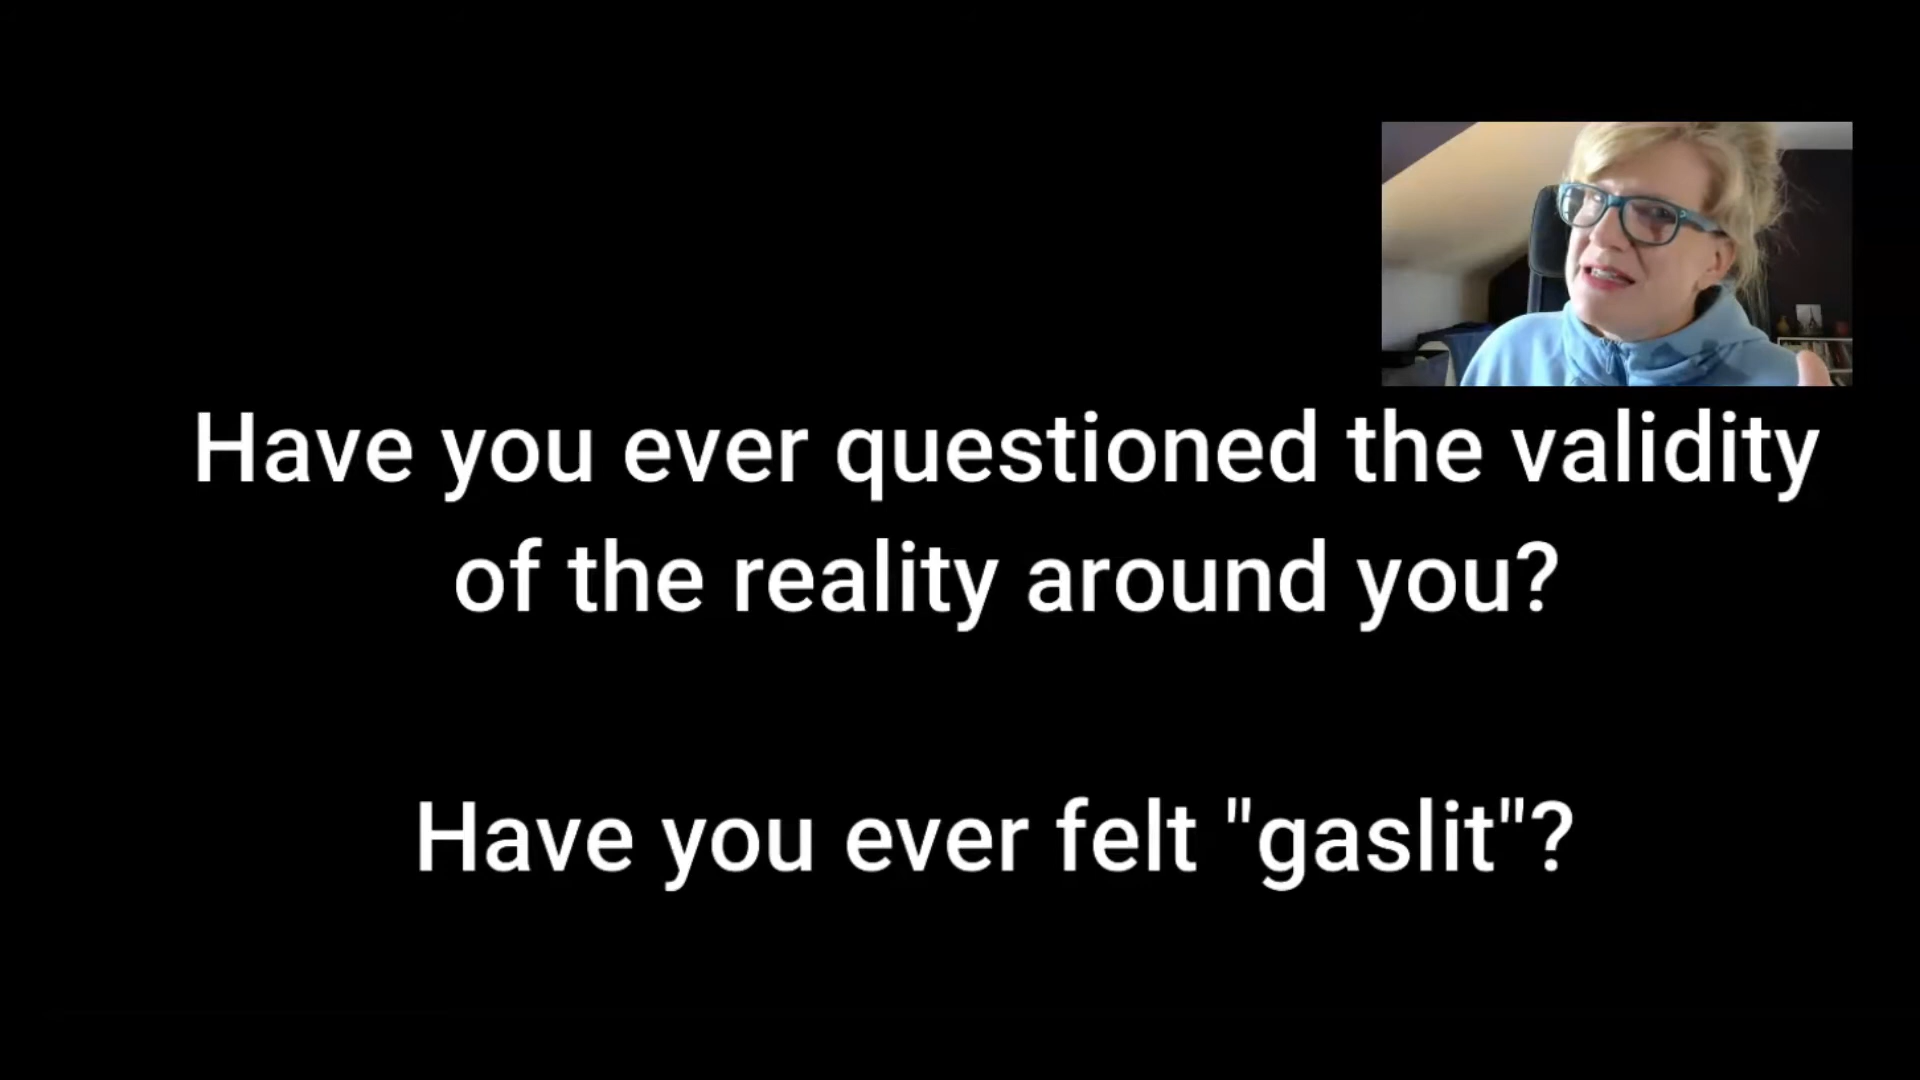 Have you ever questioned the validity
of the reality around you?
Have you ever felt "gaslit"?